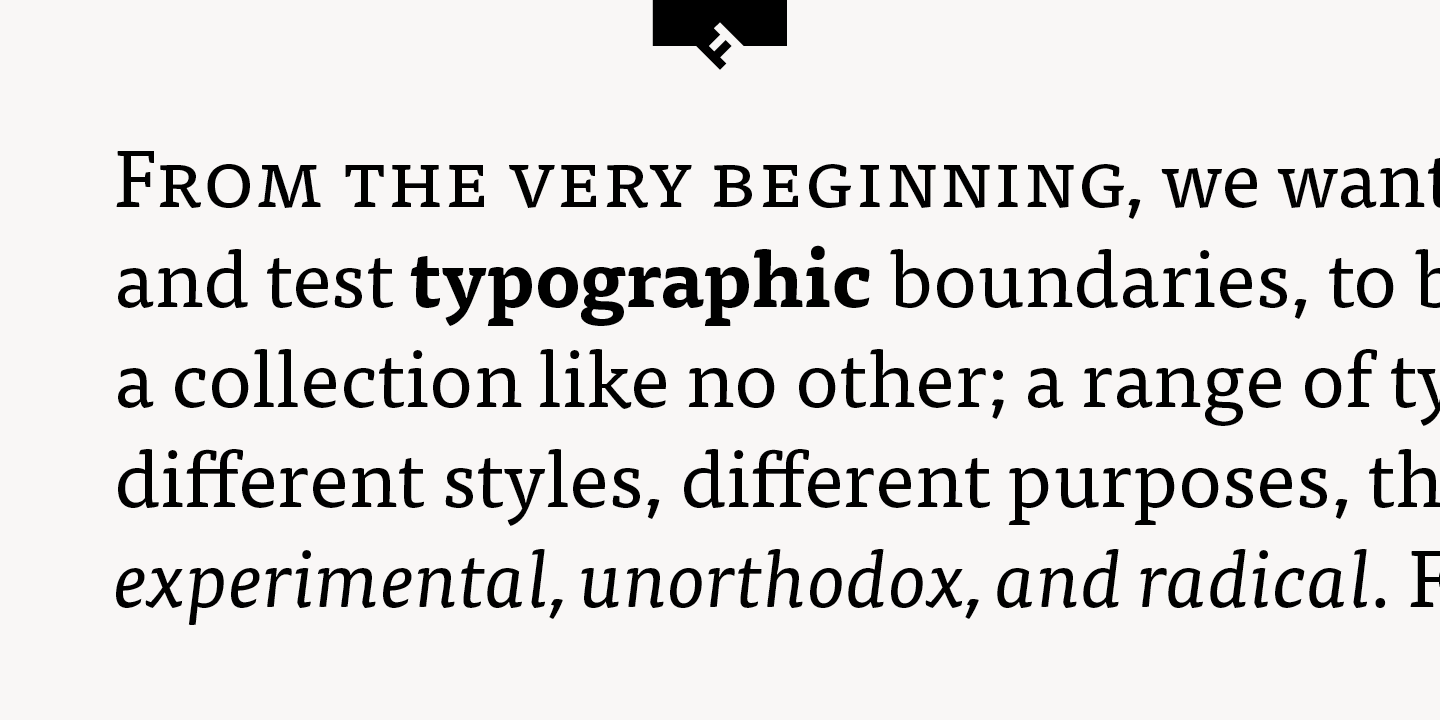 FROM THE VERY BEGINNING, we want
and test typographic boundaries, to b
a collection like no other; a range of ty
different styles, different purposes, th
experimental, unorthodox, and radical. F